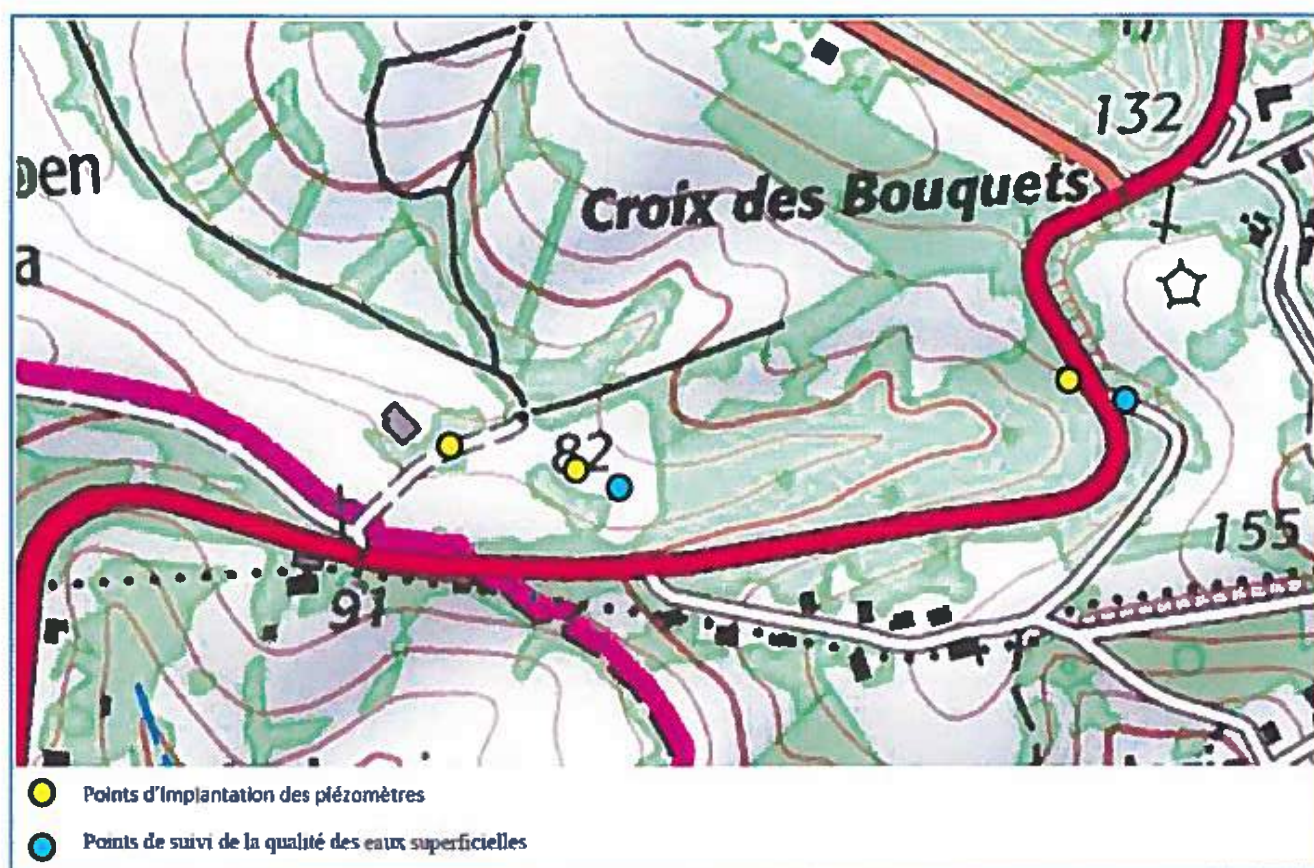 132
Croix des Bouquets
a
82
155
91
Points d'implantation des piézomètres
Points de suivi de la qualité des eaux superficielles